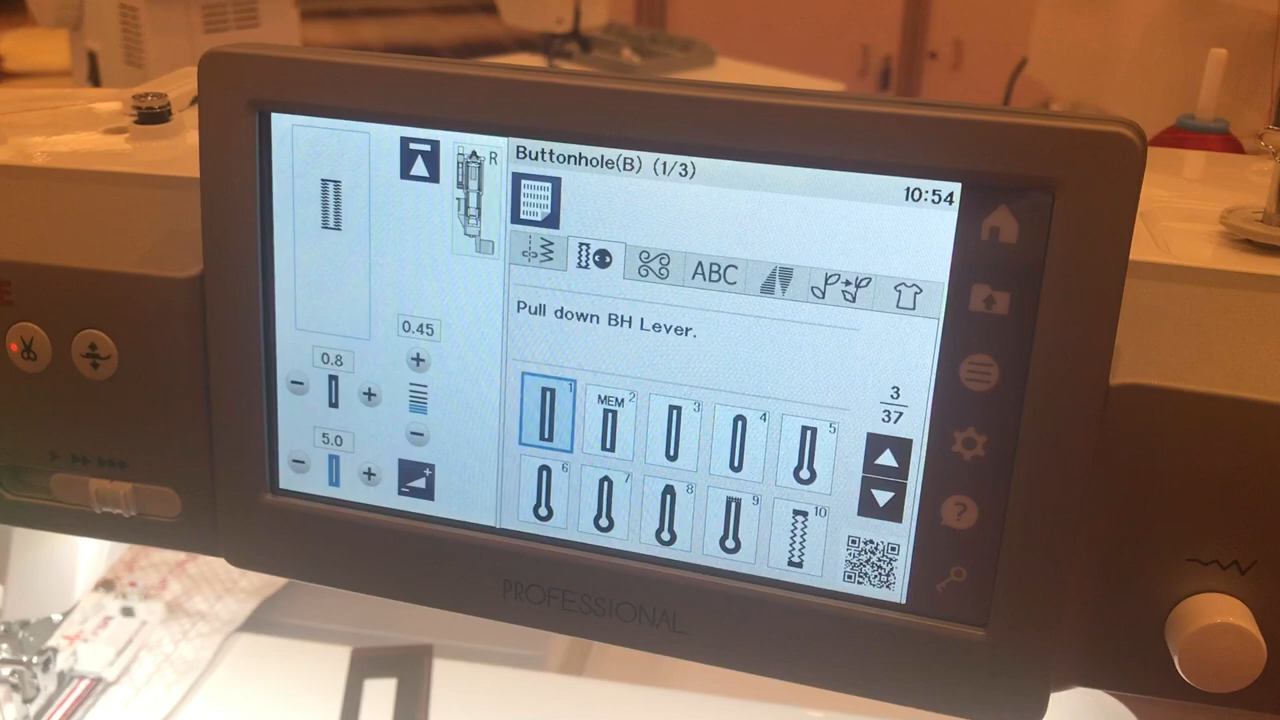 Buttonhole(B) (1/3)
10:54
R
ABC
Pull down BH Lever.
0.45
0.8
5.0
3
37
1
MEM 2
3
4
5
6
7
8
9
10
PROFESSIONAL
E